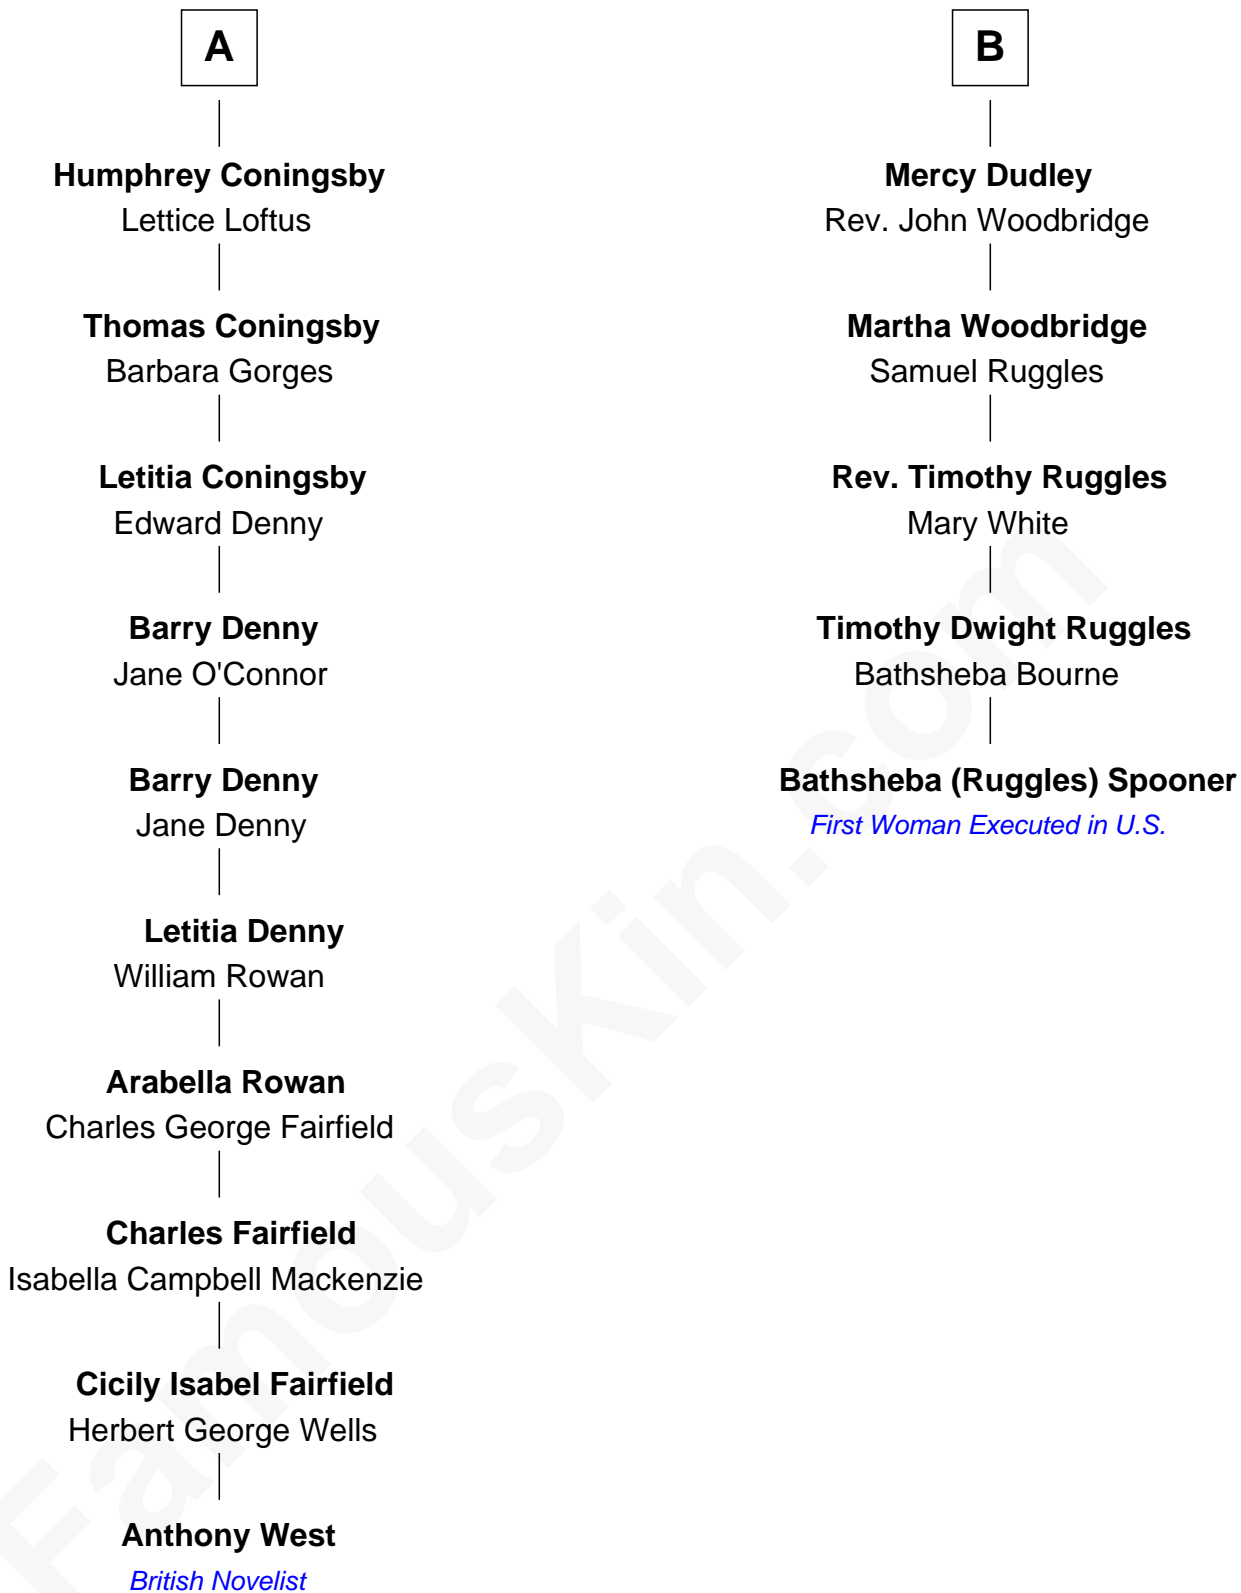 A
Humphrey Coningsby
Lettice Loftus
Thomas Coningsby
Barbara Gorges
Letitia Coningsby
Edward Denny
Barry Denny
Jane O'Connor
Barry Denny
Jane Denny
Letitia Denny
William Rowan
Arabella Rowan
Charles George Fairfield
Charles Fairfield
Isabella Campbell Mackenzie
Cicily Isabel Fairfield
Herbert George Wells
Anthony West
British Novelist
B
Mercy Dudley
Rev. John Woodbridge
Martha Woodbridge
Samuel Ruggles
Rev. Timothy Ruggles
Mary White
Timothy Dwight Ruggles
Bathsheba Bourne
Bathsheba (Ruggles) Spooner
First Woman Executed in U.S.
FamousKin.com